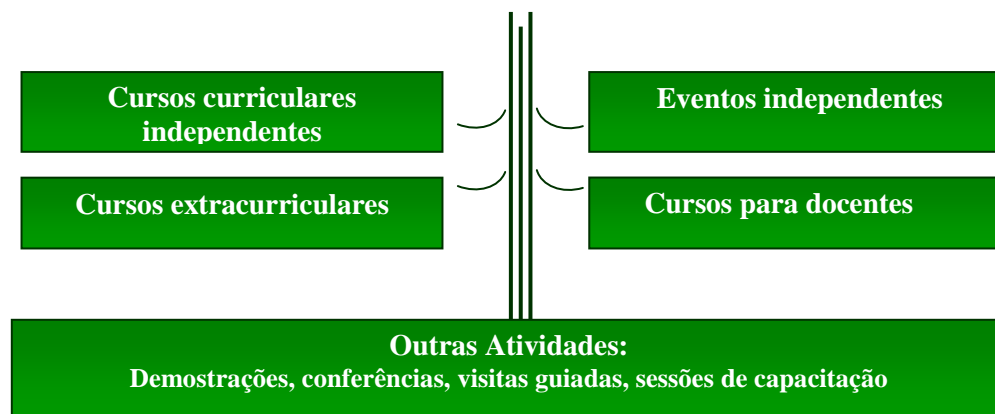 Cursos curriculares
independentes
Eventos independentes
Cursos extracurriculares
Cursos para docentes
Outras Atividades:
Demostrações, conferências, visitas guiadas, sessões de capacitação